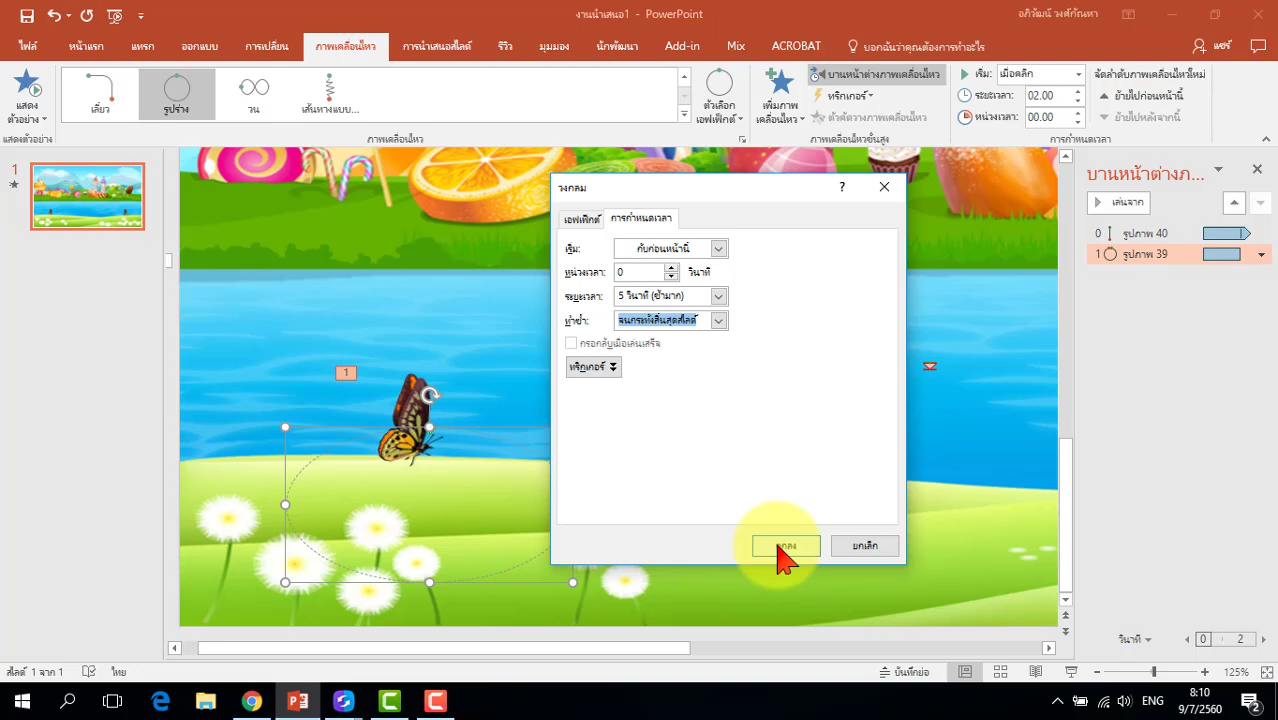 งานนำเสนอ1 - PowerPoint
อภิวัฒน์ วงศ์กัณหา
ไฟล์ หน้าแรก แทรก ออกแบบ การเปลี่ยน ภาพเคลื่อนไหว การนำเสนอสไลด์ รีวิว มุมมอง นักพัฒนา Add-in Mix ACROBAT บอกฉันว่าคุณต้องการทำอะไร แชร์
แสดงตัวอย่าง
เลี้ยว รูปร่าง วน เส้นทางแบบ...
ตัวเลือกเอฟเฟ็กต์
เพิ่มภาพเคลื่อนไหว
บานหน้าต่างภาพเคลื่อนไหว
ทริกเกอร์
ตัวคัดวางภาพเคลื่อนไหว
เริ่ม: เมื่อคลิก
ระยะเวลา: 02.00
หน่วงเวลา: 00.00
จัดลำดับภาพเคลื่อนไหวใหม่
ย้ายไปก่อนหน้านี้
ย้ายไปหลังจากนี้
แสดงตัวอย่าง ภาพเคลื่อนไหว ภาพเคลื่อนไหวขั้นสูง การกำหนดเวลา
1
บานหน้าต่างภ...
เล่นจาก
0 รูปภาพ 40
1 รูปภาพ 39
วงกลม
?
เอฟเฟ็กต์ การกำหนดเวลา
เริ่ม: กับก่อนหน้านี้
หน่วงเวลา: 0 วินาที
ระยะเวลา: 5 วินาที (ช้ามาก)
ทำซ้ำ: จนกระทั่งสิ้นสุดสไลด์
กรอกลับเมื่อเล่นเสร็จ
ทริกเกอร์
ตกลง ยกเลิก
1
วินาที 0 2
สไลด์ 1 จาก 1 ไทย บันทึกย่อ 125%
ENG
8:10
9/7/2560
2